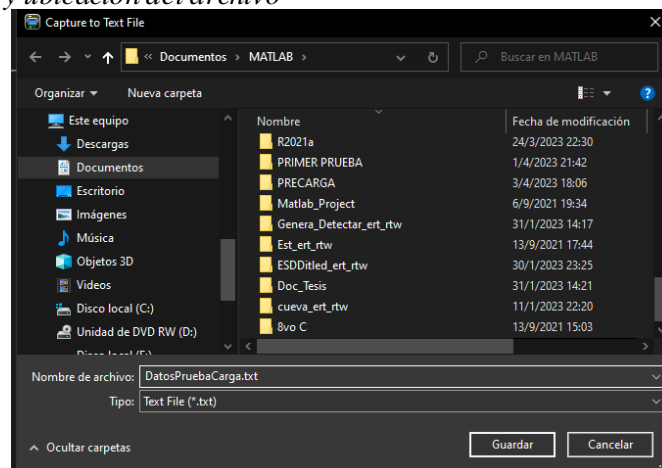 y ubicación del archivo
Capture to Text File
« Documentos > MATLAB >
Buscar en MATLAB
Organizar
Nueva carpeta
Este equipo
Descargas
Documentos
Escritorio
Imágenes
Música
Objetos 3D
Videos
Disco local (C:)
Unidad de DVD RW (D:)
Nombre Fecha de modificación
R2021a 24/3/2023 22:30
PRIMER PRUEBA 1/4/2023 21:42
PRECARGA 3/4/2023 18:06
Matlab_Project 6/9/2021 19:34
Genera_Detectar_ert_rtw 31/1/2023 14:17
Est_ert_rtw 13/9/2021 17:44
ESDDitled_ert_rtw 30/1/2023 23:25
Doc_Tesis 31/1/2023 14:21
cueva_ert_rtw 11/1/2023 22:20
8vo C 13/9/2021 15:03
Nombre de archivo: DatosPruebaCarga.txt
Tipo: Text File (*.txt)
Ocultar carpetas
Guardar
Cancelar